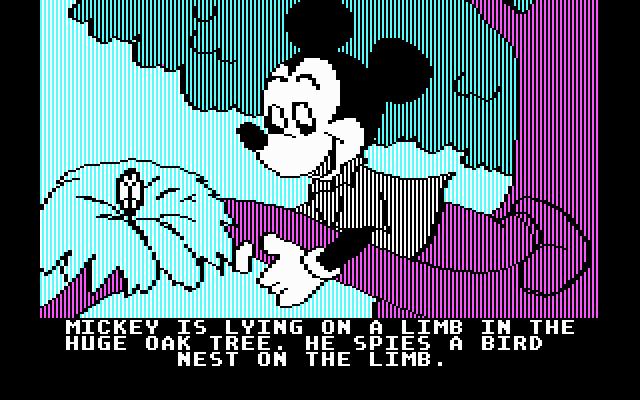 MICKEY IS LYING ON A LIMB IN THE
HUGE OAK TREE. HE SPIES A BIRD
NEST ON THE LIMB.